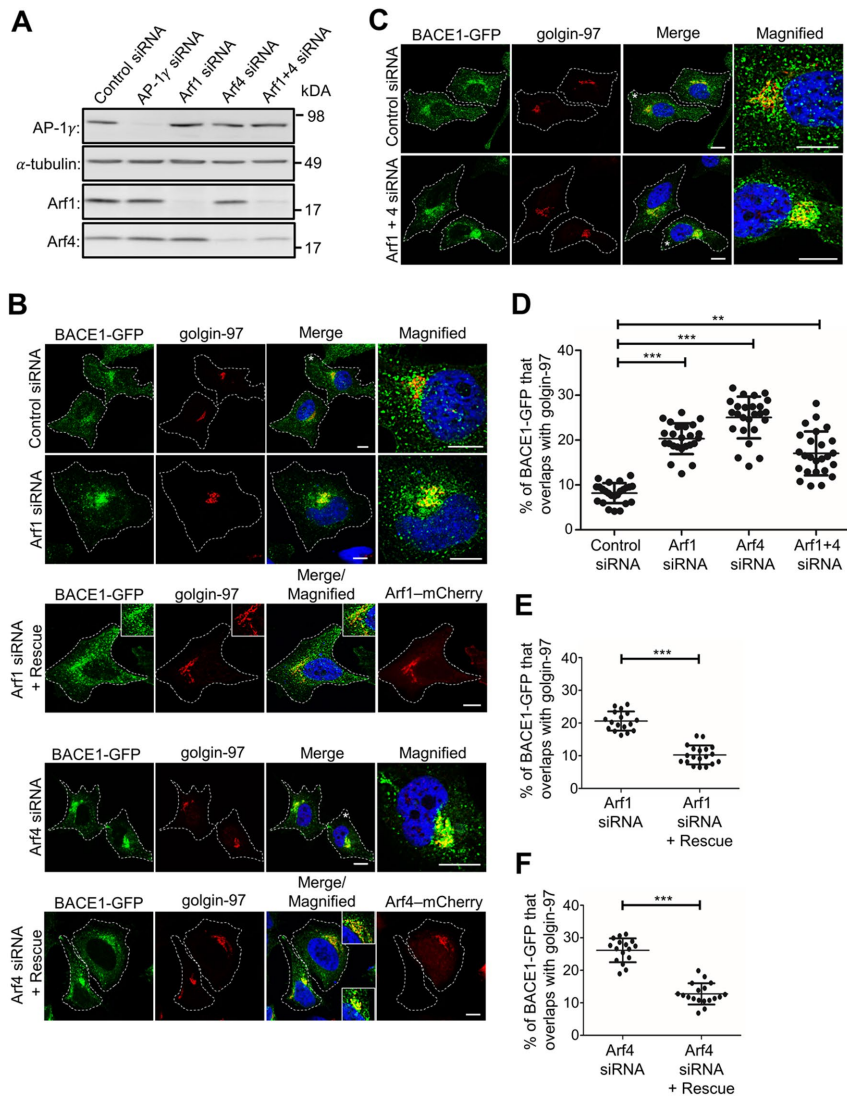 A
Control siRNA
AP-1γ siRNA
Arf1 siRNA
Arf4 siRNA
Arf1+4 siRNA
kDA
AP-1γ:
98
α-tubulin:
49
Arf1:
17
Arf4:
17
B
BACE1-GFP golgin-97 Merge Magnified
Control siRNA
*
Arf1 siRNA
BACE1-GFP golgin-97 Merge/ Magnified Arf1–mCherry
Arf1 siRNA + Rescue
BACE1-GFP golgin-97 Merge Magnified
Arf4 siRNA
*
BACE1-GFP golgin-97 Merge/ Magnified Arf4–mCherry
Arf4 siRNA + Rescue
C
BACE1-GFP golgin-97 Merge Magnified
Control siRNA
*
Arf1 + 4 siRNA
*
D
% of BACE1-GFP that
overlaps with golgin-97
40
30
20
10
0
**
***
***
Control siRNA
Arf1 siRNA
Arf4 siRNA
Arf1+4 siRNA
E
% of BACE1-GFP that
overlaps with golgin-97
40
30
20
10
0
***
Arf1 siRNA
Arf1 siRNA + Rescue
F
% of BACE1-GFP that
overlaps with golgin-97
40
30
20
10
0
***
Arf4 siRNA
Arf4 siRNA + Rescue